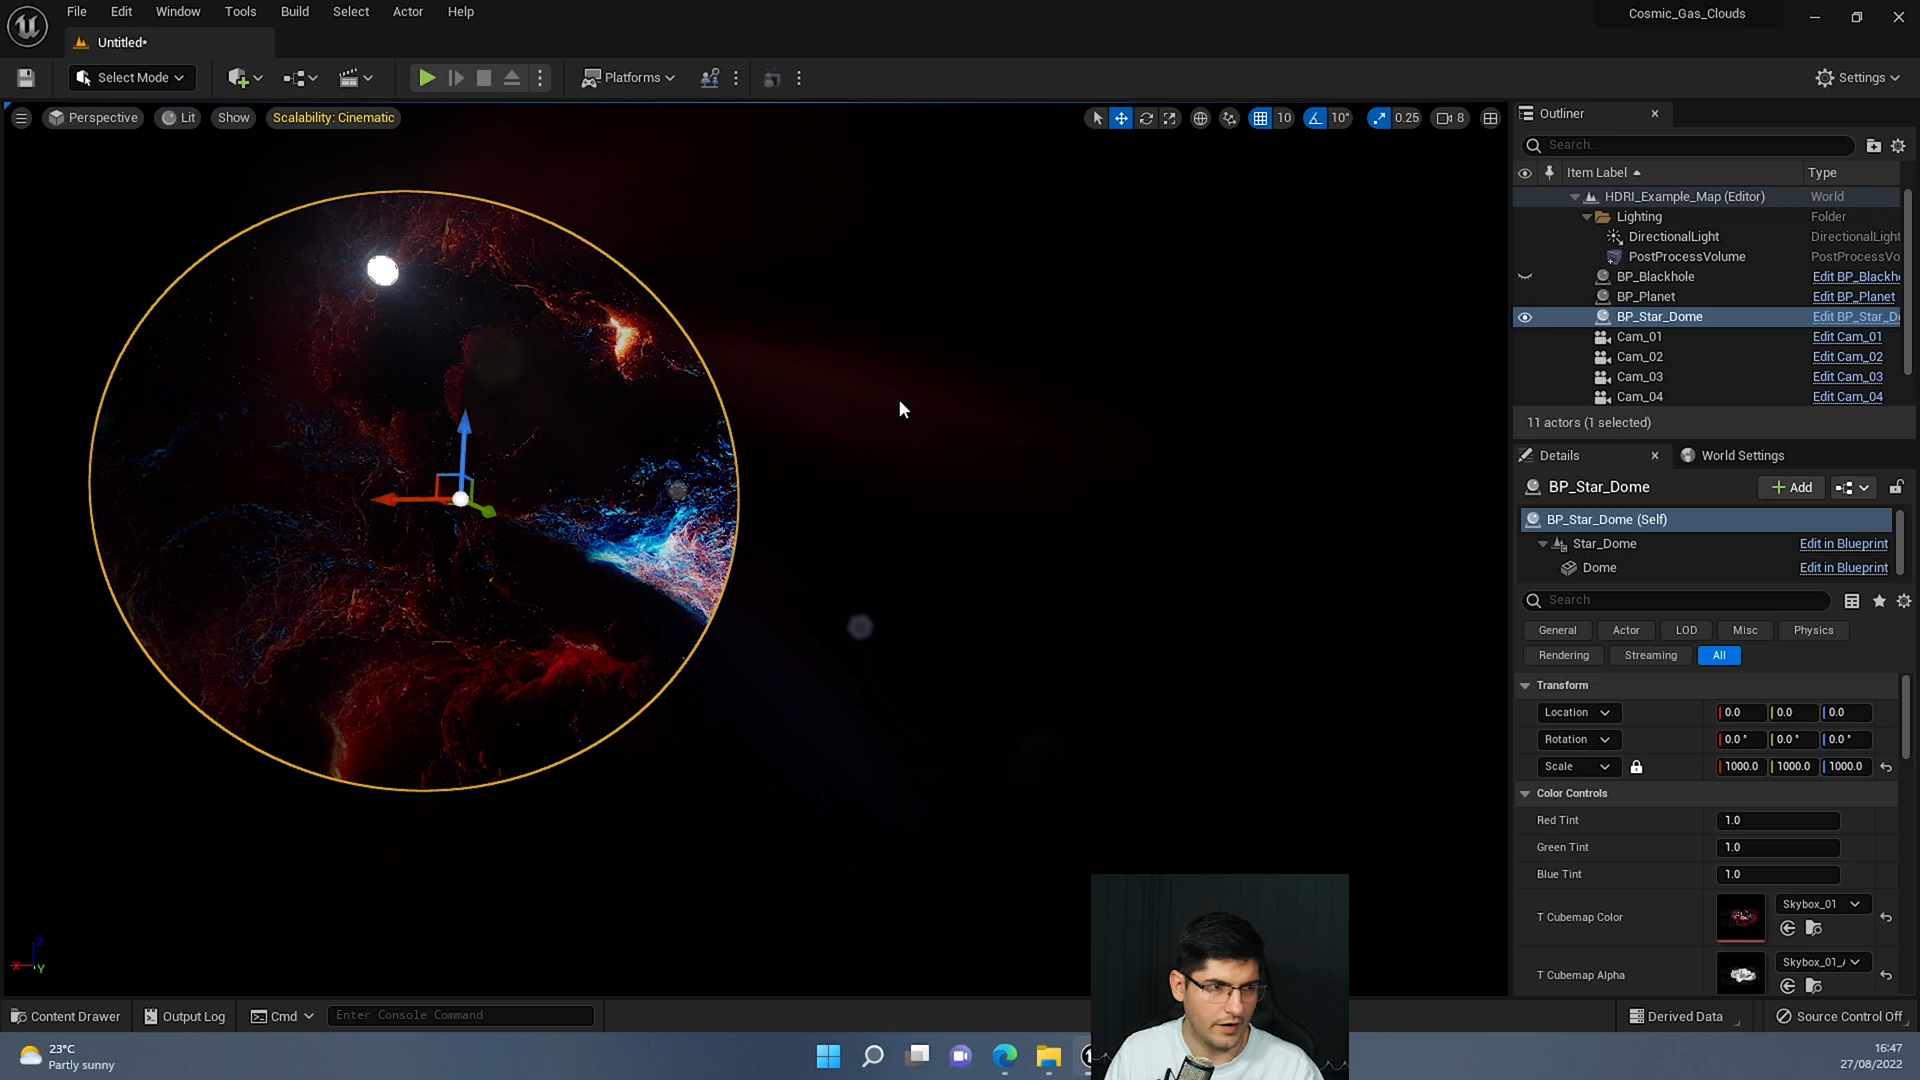 File Edit Window Tools Build Select Actor Help
Cosmic_Gas_Clouds
Untitled*
Select Mode
Platforms
Settings
Perspective Lit Show Scalability: Cinematic
10 10° 0.25 8
Outliner
Search...
Item Label Type
HDRI_Example_Map (Editor) World
Lighting Folder
DirectionalLight DirectionalLight
PostProcessVolume PostProcessVo
BP_Blackhole Edit BP_Blackh
BP_Planet Edit BP_Planet
BP_Star_Dome Edit BP_Star_D
Cam_01 Edit Cam_01
Cam_02 Edit Cam_02
Cam_03 Edit Cam_03
Cam_04 Edit Cam_04
11 actors (1 selected)
Details World Settings
BP_Star_Dome Add
BP_Star_Dome (Self)
Star_Dome Edit in Blueprint
Dome Edit in Blueprint
Search
General Actor LOD Misc Physics
Rendering Streaming All
Transform
Location 0.0 0.0 0.0
Rotation 0.0 ° 0.0 ° 0.0 °
Scale 1000.0 1000.0 1000.0
Color Controls
Red Tint 1.0
Green Tint 1.0
Blue Tint 1.0
T Cubemap Color Skybox_01
T Cubemap Alpha Skybox_01_
Z
X Y
Content Drawer Output Log Cmd Enter Console Command Derived Data Source Control Off
23°C
Partly sunny
16:47
27/08/2022